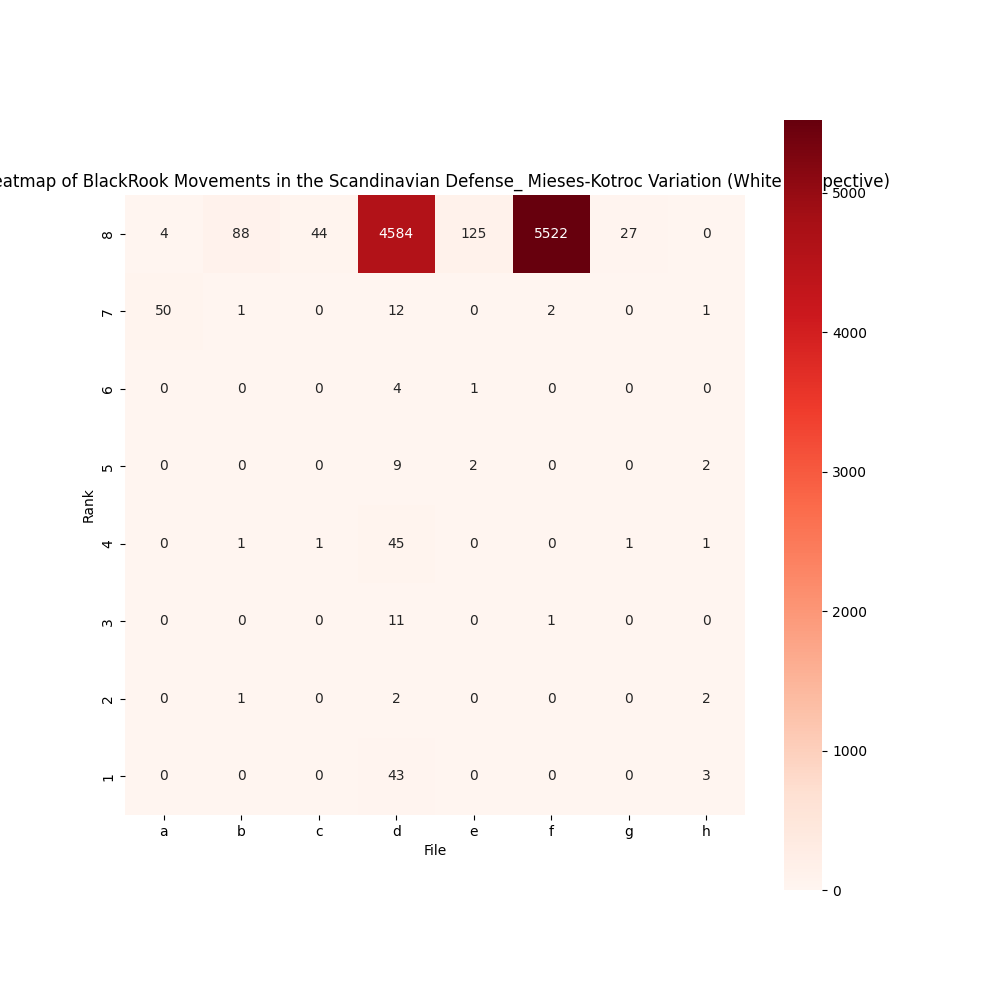 eatmap of BlackRook Movements in the Scandinavian Defense_ Mieses-Kotroc Variation (White pective)
8 4 88 44 4584 125 5522 27 0
7 50 1 0 12 0 2 0 1
6 0 0 0 4 1 0 0 0
5 0 0 0 9 2 0 0 2
4 0 1 1 45 0 0 1 1
3 0 0 0 11 0 1 0 0
2 0 1 0 2 0 0 0 2
1 0 0 0 43 0 0 0 3
a b c d e f g h
File
Rank
5000
4000
3000
2000
1000
0